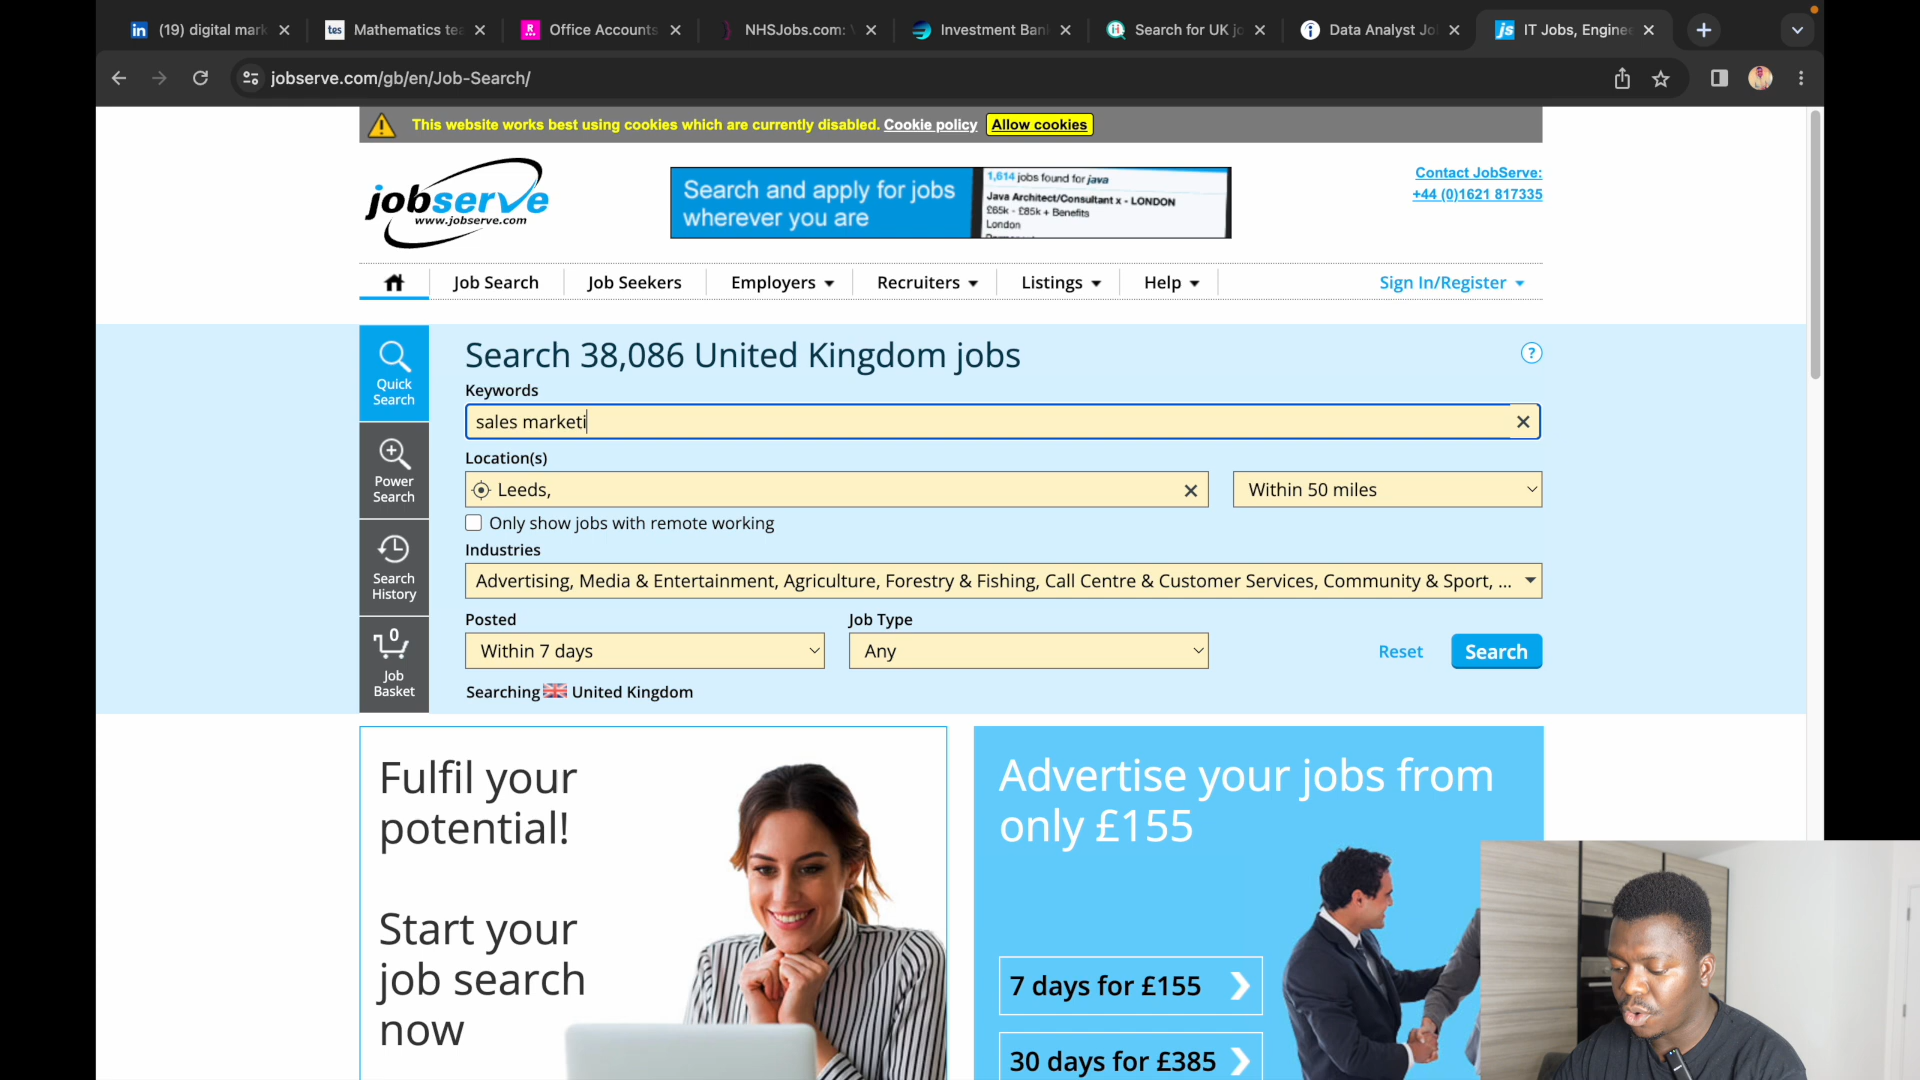 (19) digital mark
tes Mathematics tea
Office Accounts
NHSJobs.com:
Investment Ban
Search for UK jo
Data Analyst Jo
js IT Jobs, Enginee
jobserve.com/gb/en/Job-Search/
This website works best using cookies which are currently disabled. Cookie policy Allow cookies
jobserve
www.jobserve.com
Search and apply for jobs
wherever you are
1,614 jobs found for java
Java Architect/Consultant x - LONDON
£65k - £85k + Benefits
London
Contact JobServe:
+44 (0)1621 817335
Job Search Job Seekers Employers Recruiters Listings Help Sign In/Register
Quick
Search
Power
Search
Search
History
0
Job
Basket
Search 38,086 United Kingdom jobs
?
Keywords
sales marketi
Location(s)
Leeds, Within 50 miles
Only show jobs with remote working
Industries
Advertising, Media & Entertainment, Agriculture, Forestry & Fishing, Call Centre & Customer Services, Community & Sport, ...
Posted Job Type
Within 7 days Any Reset Search
Searching United Kingdom
Fulfil your
potential!
Start your
job search
now
Advertise your jobs from
only £155
7 days for £155
30 days for £385